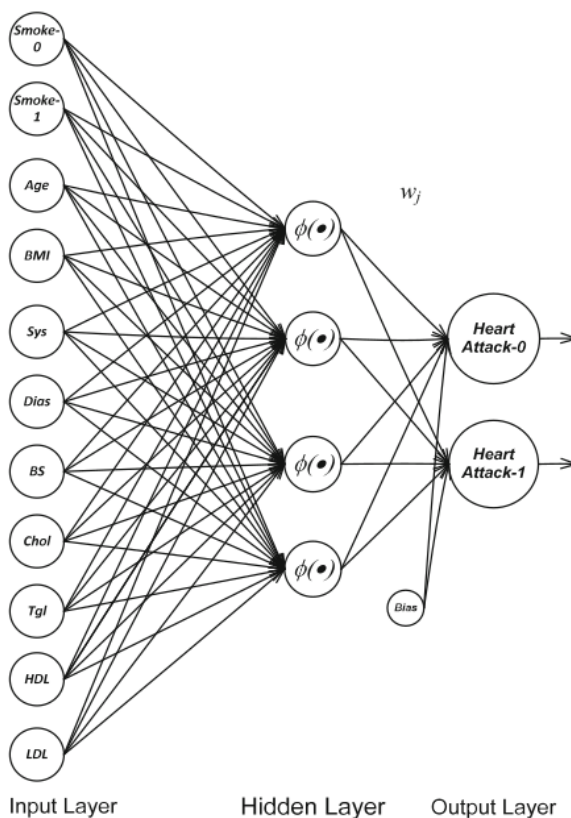 Smoke-
0
Smoke-
1
Age
BMI
Sys
Dias
BS
Chol
Tgl
HDL
LDL
ϕ(•)
ϕ(•)
ϕ(•)
ϕ(•)
w_j
Heart
Attack-0
Heart
Attack-1
Bias
Input Layer
Hidden Layer
Output Layer